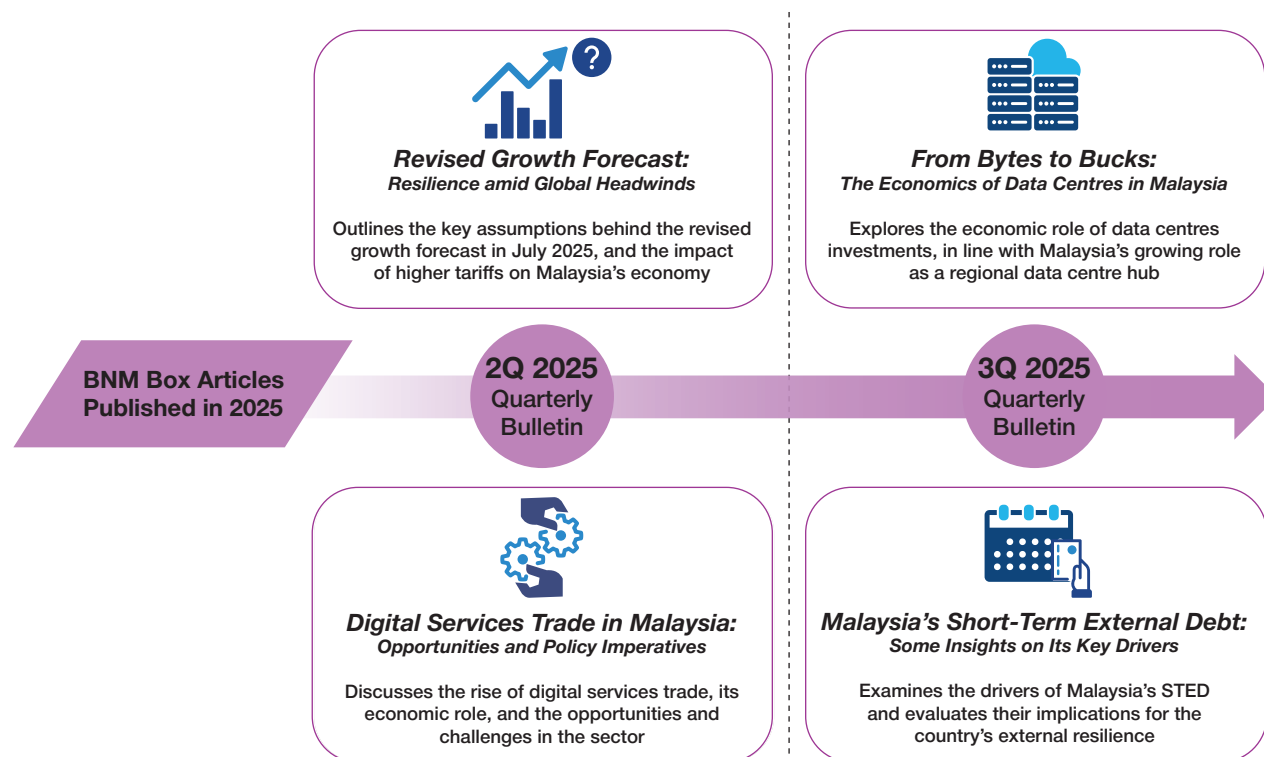 ?
Revised Growth Forecast:
Resilience amid Global Headwinds
Outlines the key assumptions behind the revised
growth forecast in July 2025, and the impact
of higher tariffs on Malaysia's economy
From Bytes to Bucks:
The Economics of Data Centres in Malaysia
Explores the economic role of data centres
investments, in line with Malaysia's growing role
as a regional data centre hub
BNM Box Articles
Published in 2025
2Q 2025
Quarterly
Bulletin
3Q 2025
Quarterly
Bulletin
Digital Services Trade in Malaysia:
Opportunities and Policy Imperatives
Discusses the rise of digital services trade, its
economic role, and the opportunities and
challenges in the sector
Malaysia's Short-Term External Debt:
Some Insights on Its Key Drivers
Examines the drivers of Malaysia's STED
and evaluates their implications for the
country's external resilience